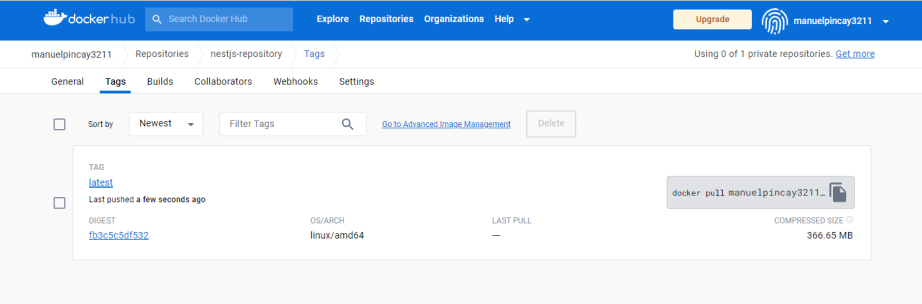 dockerhub Search Docker Hub Explore Repositories Organizations Help Upgrade manuelpincay3211
manuelpincay3211 Repositories nestjs-repository Tags Using 0 of 1 private repositories. Get more
General Tags Builds Collaborators Webhooks Settings
Sort by Newest Filter Tags Go to Advanced Image Management Delete
TAG
latest
Last pushed a few seconds ago
docker pull manuelpincay3211…
DIGEST OS/ARCH LAST PULL COMPRESSED SIZE
fb3c5c5df532 linux/amd64 --- 366.65 MB